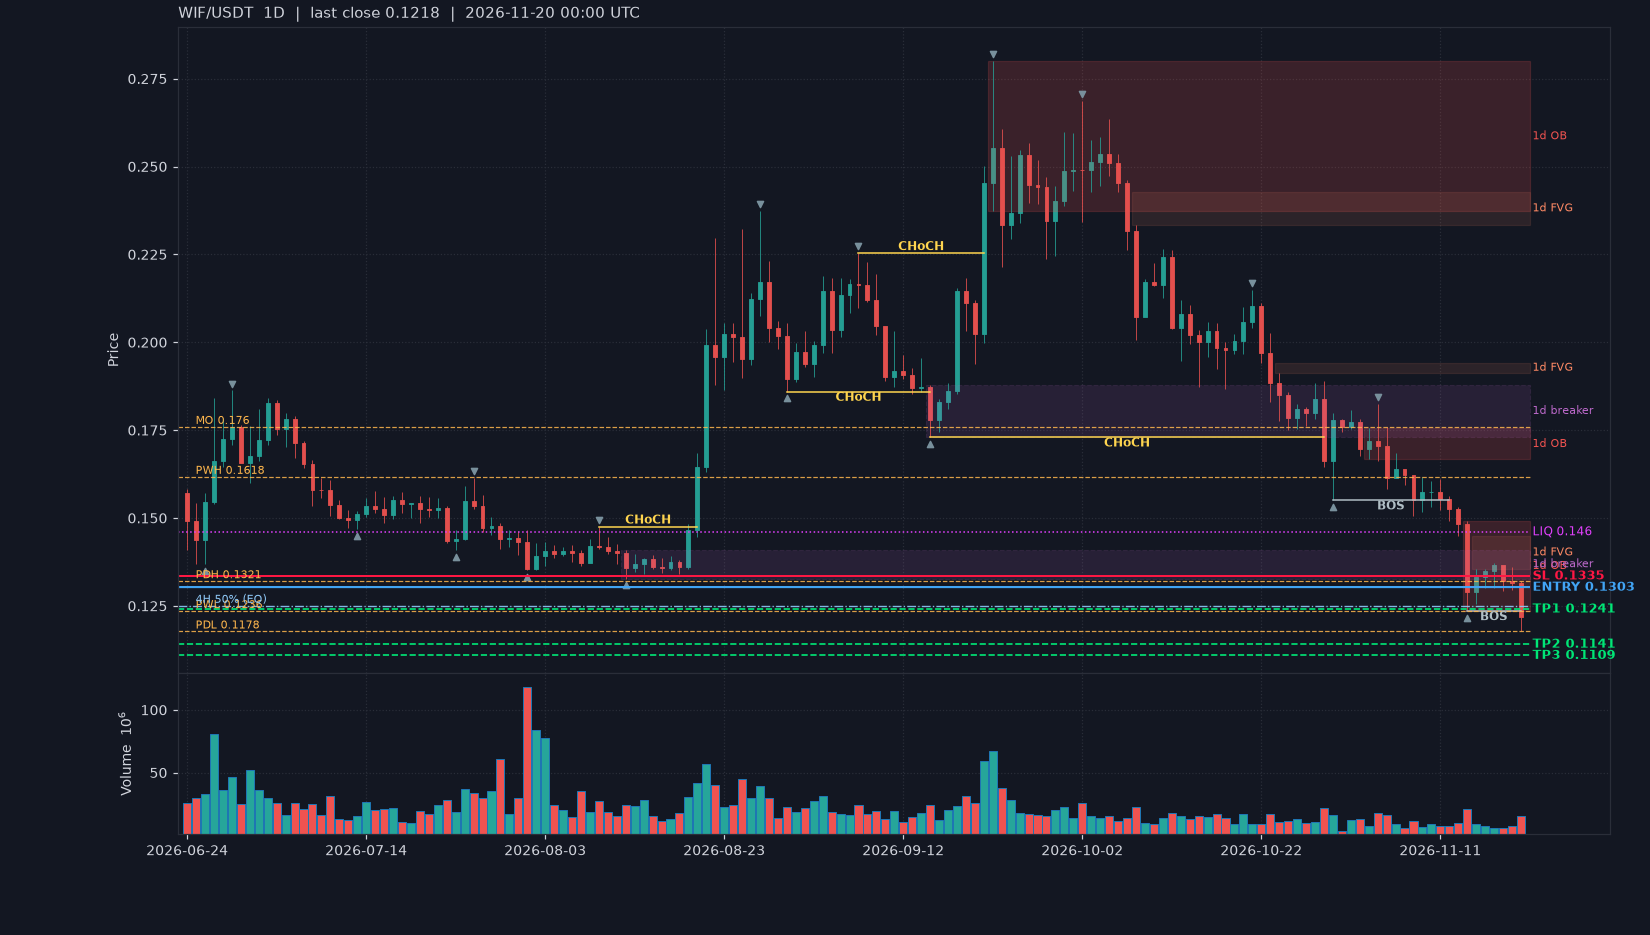 WIF/USDT 1D | last close 0.1218 | 2026-11-20 00:00 UTC
Price
0.275
0.250
0.225
0.200
0.175
0.150
0.125
1d OB
1d FVG
CHoCH
CHoCH
1d FVG
1d breaker
MO 0.176
CHoCH
1d OB
PWH 0.1618
BOS
CHoCH
LIQ 0.146
1d FVG
1d breaker
1d OB
PDH 0.1321
SL 0.1335
ENTRY 0.1303
4H 50% (EQ)
PWL 0.1236
TP1 0.1241
BOS
PDL 0.1178
TP2 0.1141
TP3 0.1109
Volume 10⁶
100
50
2026-06-24
2026-07-14
2026-08-03
2026-08-23
2026-09-12
2026-10-02
2026-10-22
2026-11-11